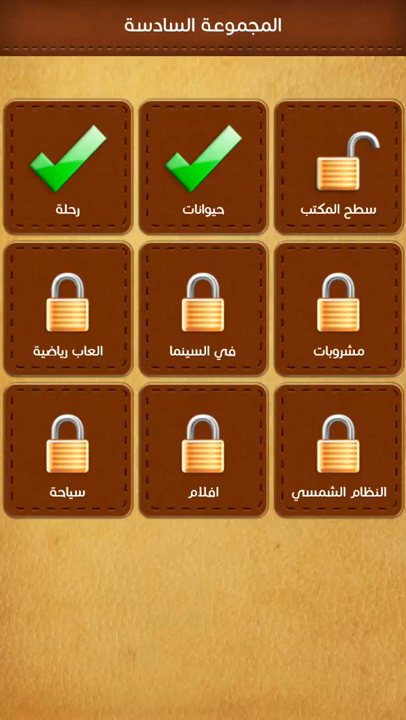 المجموعة السادسة
سطح المكتب
حيوانات
رحلة
مشروبات
في السينما
العاب رياضية
النظام الشمسي
افلام
سياحة